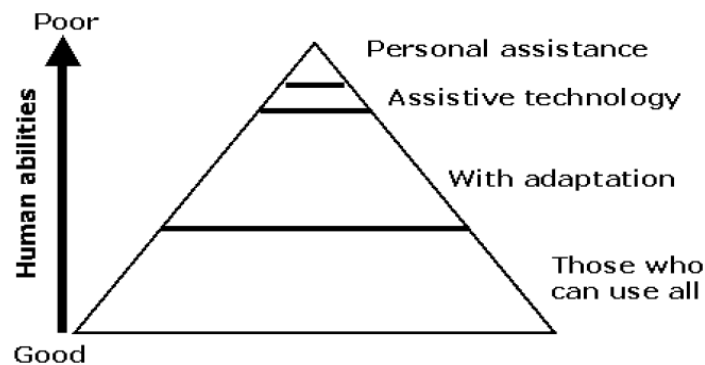 Poor
Personal assistance
Assistive technology
Human abilities
With adaptation
Those who
can use all
Good